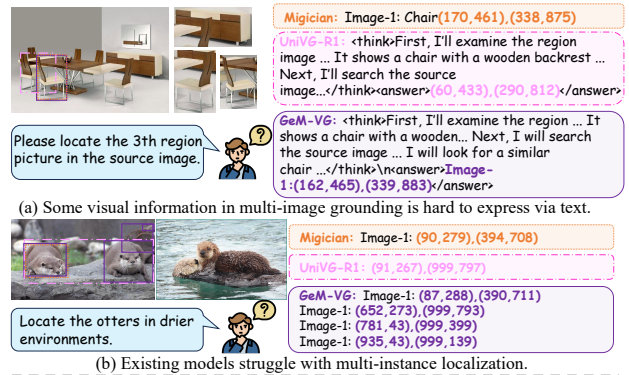 Migician: Image-1: Chair(170,461),(338,875)
UniVG-R1: <think>First, I'll examine the region
image ... It shows a chair with a wooden backrest ...
Next, I'll search the source
image...</think><answer>(60,433),(290,812)</answer>
Please locate the 3th region
picture in the source image.
?
GeM-VG: <think>First, I'll examine the region ... It
shows a chair with a wooden... Next, I will search
the source image ... I will look for a similar
chair ...</think>\n<answer>Image-
1:(162,465),(339,883)</answer>
(a) Some visual information in multi-image grounding is hard to express via text.
Migician: Image-1: (90,279),(394,708)
UniVG-R1: (91,267),(999,797)
Locate the otters in drier
environments.
?
GeM-VG: Image-1: (87,288),(390,711)
Image-1: (652,273),(999,793)
Image-1: (781,43),(999,399)
Image-1: (935,43),(999,139)
(b) Existing models struggle with multi-instance localization.